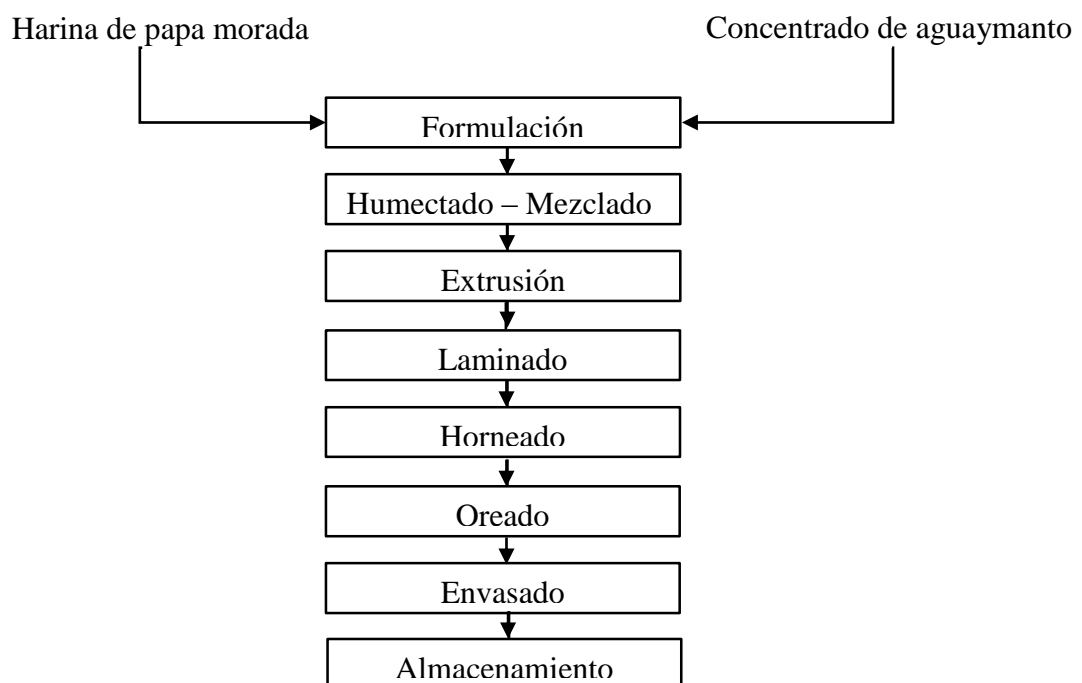 Harina de papa morada
Concentrado de aguaymanto
Formulación
Humectado – Mezclado
Extrusión
Laminado
Horneado
Oreado
Envasado
Almacenamiento